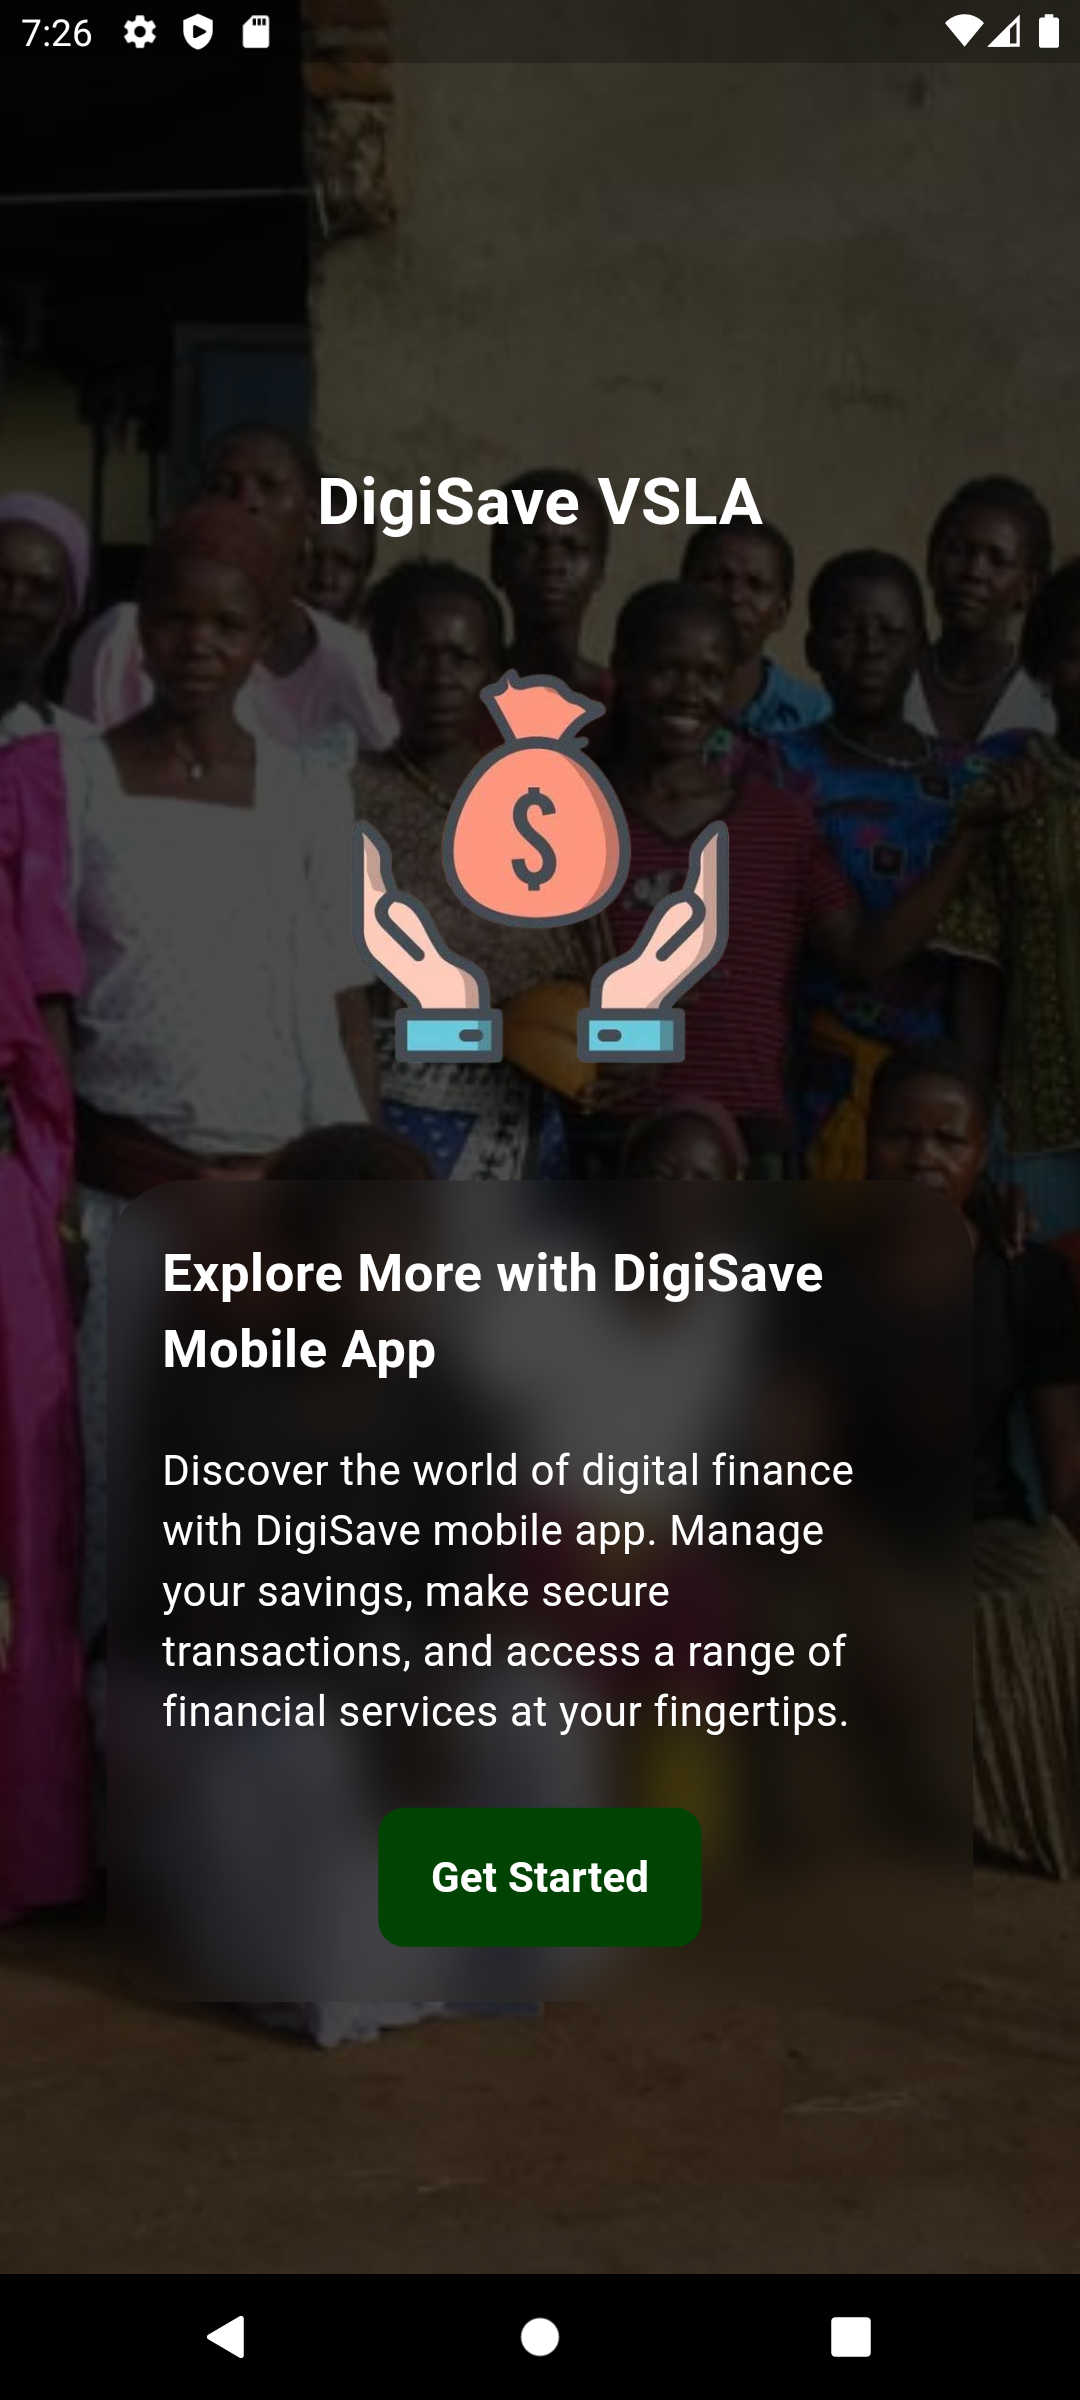 7:26
DigiSave VSLA
$
Explore More with DigiSave
Mobile App
Discover the world of digital finance
with DigiSave mobile app. Manage
your savings, make secure
transactions, and access a range of
financial services at your fingertips.
Get Started